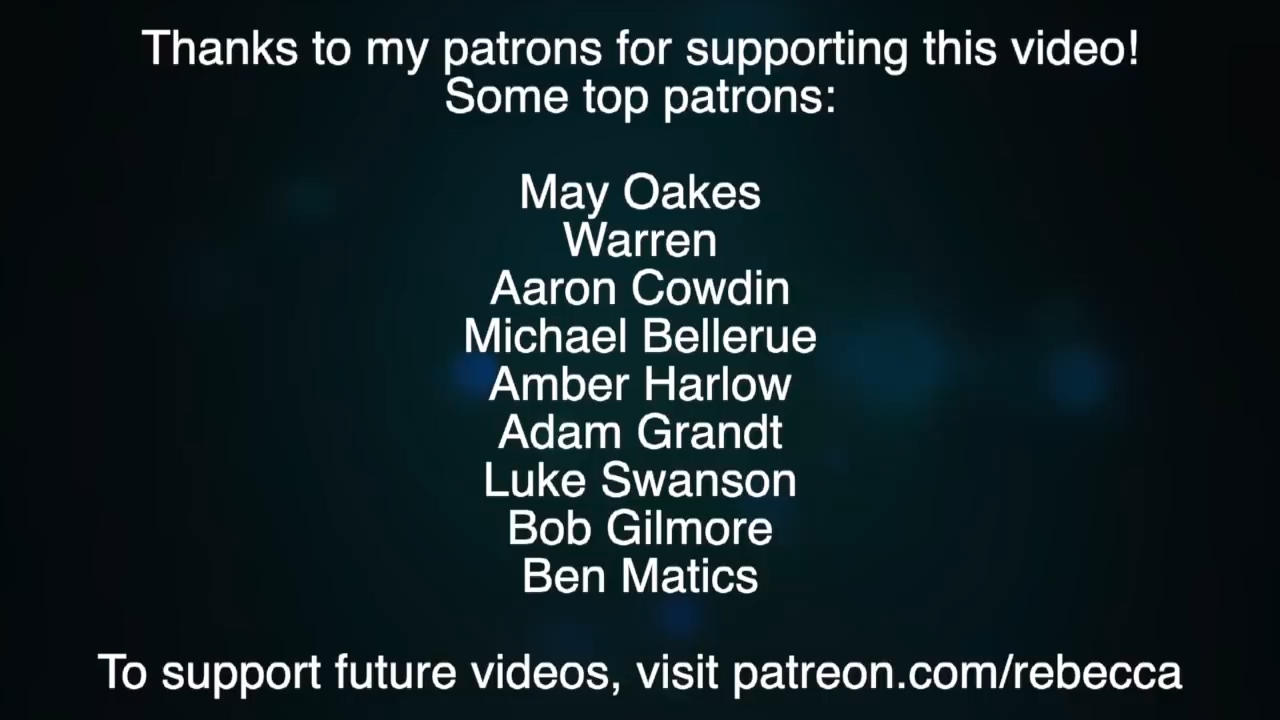 Thanks to my patrons for supporting this video!
Some top patrons:
May Oakes
Warren
Aaron Cowdin
Michael Bellerue
Amber Harlow
Adam Grandt
Luke Swanson
Bob Gilmore
Ben Matics
To support future videos, visit patreon.com/rebecca